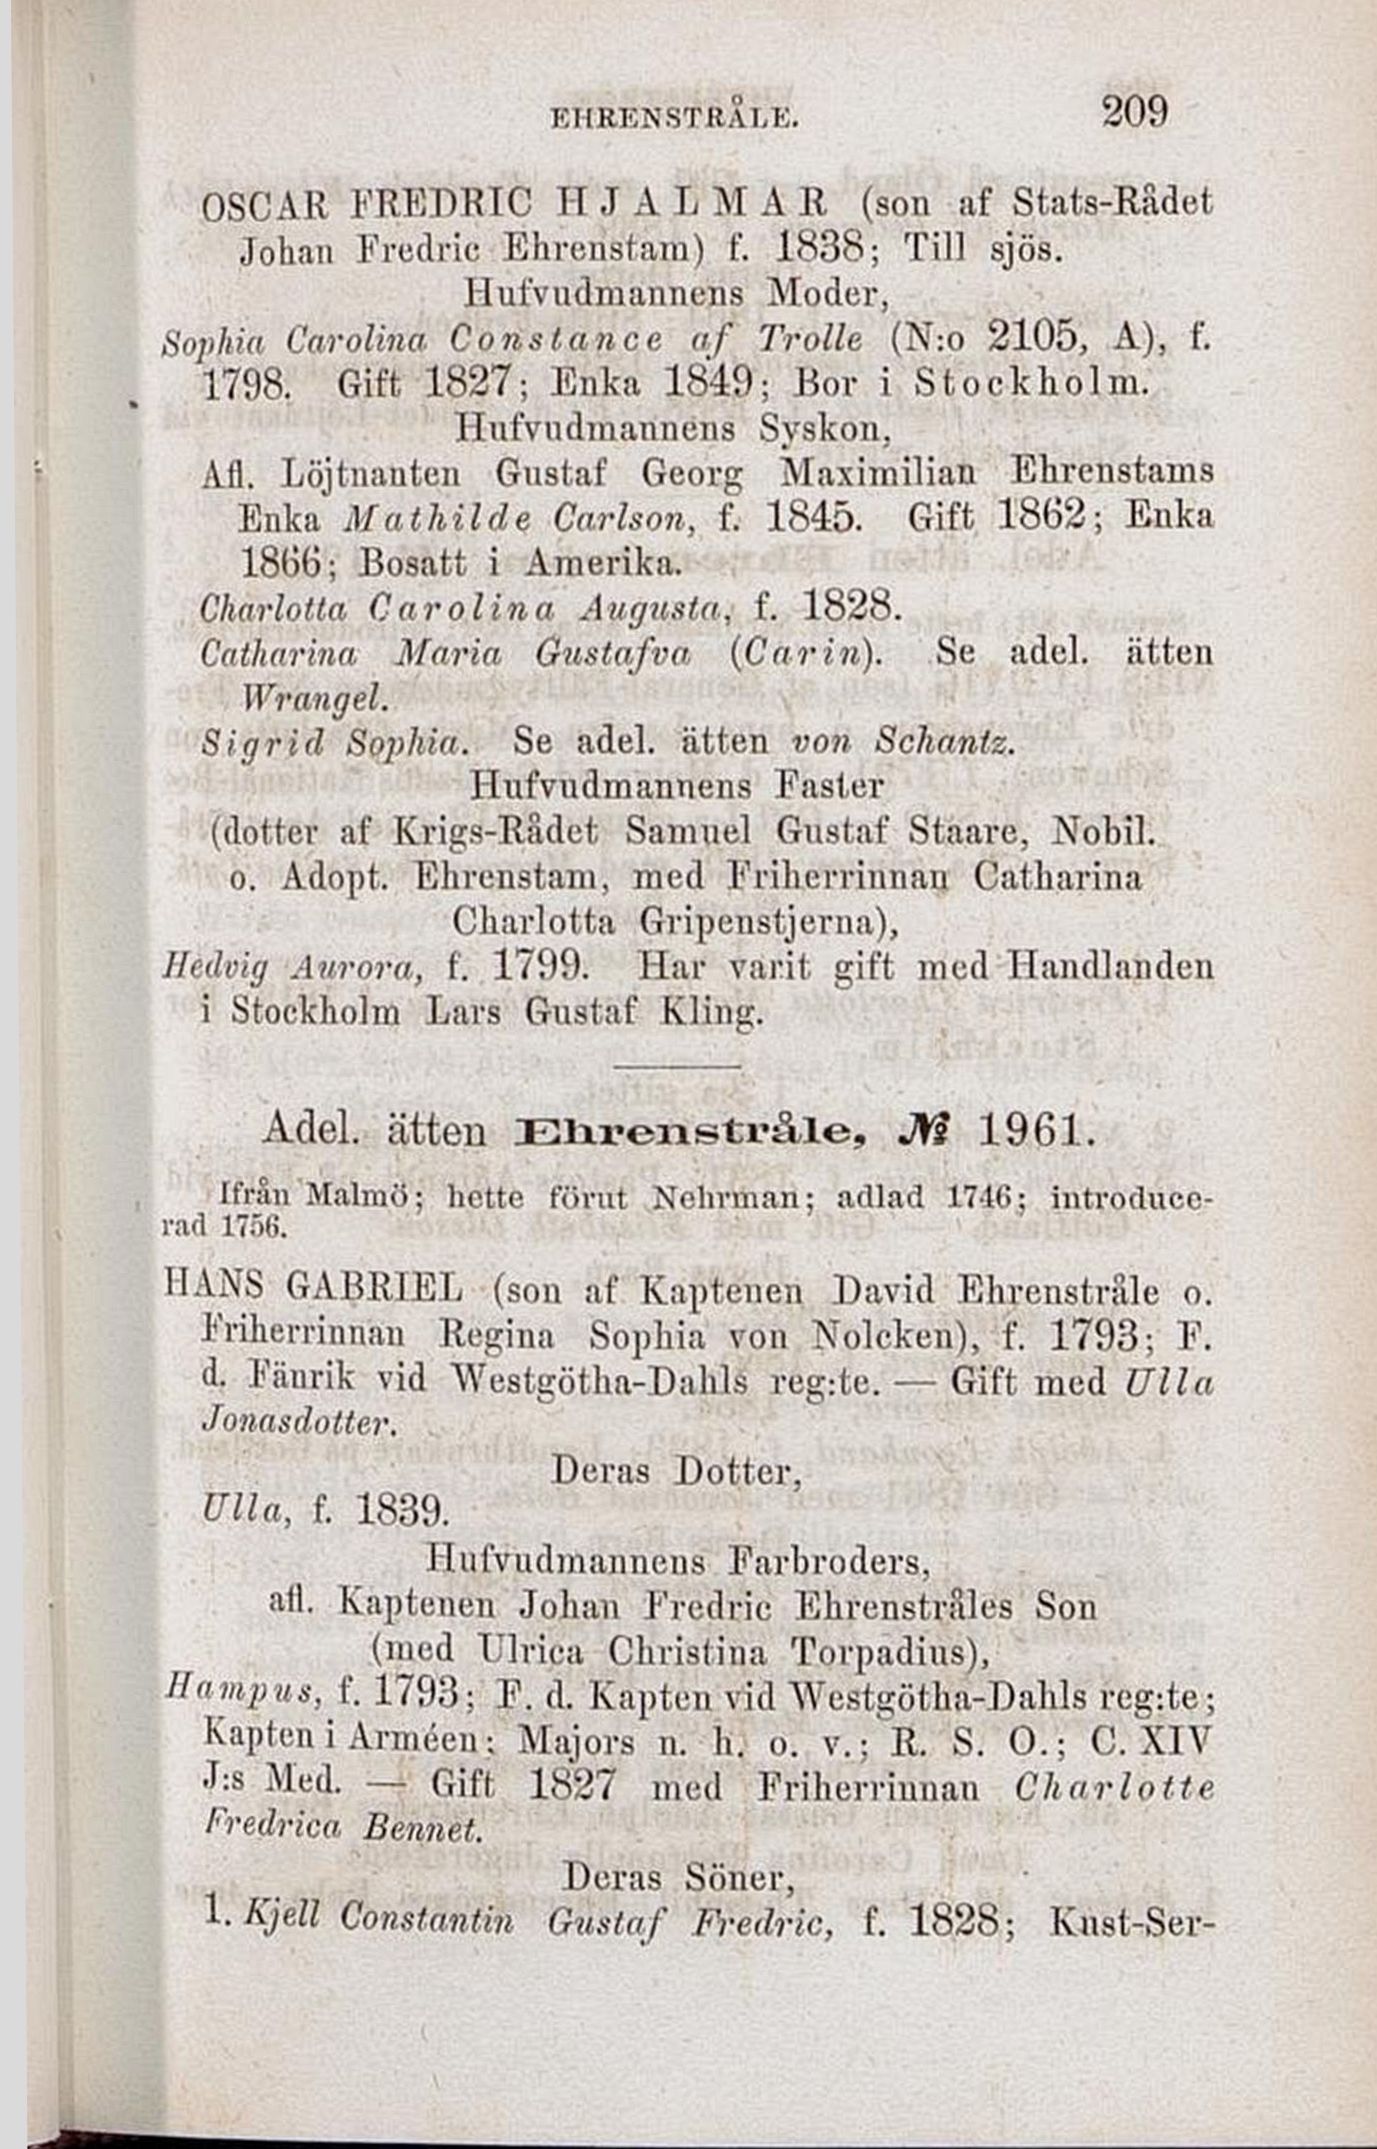 EHRENSTRÅLE. 209
OSCAR FREDRIC HJALMAR (son af Stats-Rådet
Johan Fredric Ehrenstam) f. 1838; Till sjös.
Hufvudmannens Moder,
Sophia Carolina Constance af Trolle (N:o 2105, A), f.
1798. Gift 1827; Enka 1849; Bor i Stockholm.
Hufvudmannens Syskon,
Afl. Löjtnanten Gustaf Georg Maximilian Ehrenstams
Enka Mathilde Carlson, f. 1845. Gift 1862; Enka
1866; Bosatt i Amerika.
Charlotta Carolina Augusta, f. 1828.
Catharina Maria Gustafva (Carin). Se adel. ätten
Wrangel.
Sigrid Sophia. Se adel. ätten von Schantz.
Hufvudmannens Faster
(dotter af Krigs-Rådet Samuel Gustaf Staare, Nobil.
o. Adopt. Ehrenstam, med Friherrinnan Catharina
Charlotta Gripenstjerna),
Hedvig Aurora, f. 1799. Har varit gift med Handlanden
i Stockholm Lars Gustaf Kling.
Adel. ätten Ehrenstråle, № 1961.
Ifrån Malmö; hette förut Nehrman; adlad 1746; introduce-
rad 1756.
HANS GABRIEL (son af Kaptenen David Ehrenstråle o.
Friherrinnan Regina Sophia von Nolcken), f. 1793; F.
d. Fänrik vid Westgötha-Dahls reg:te. — Gift med Ulla
Jonasdotter.
Deras Dotter,
Ulla, f. 1839.
Hufvudmannens Farbroders,
afl. Kaptenen Johan Fredric Ehrenstråles Son
(med Ulrica Christina Torpadius),
Hampus, f. 1793; F. d. Kapten vid Westgötha-Dahls reg:te;
Kapten i Arméen; Majors n. h. o. v.; R. S. O.; C. XIV
J:s Med. — Gift 1827 med Friherrinnan Charlotte
Fredrica Bennet.
Deras Söner,
1. Kjell Constantin Gustaf Fredric, f. 1828; Kust-Ser-